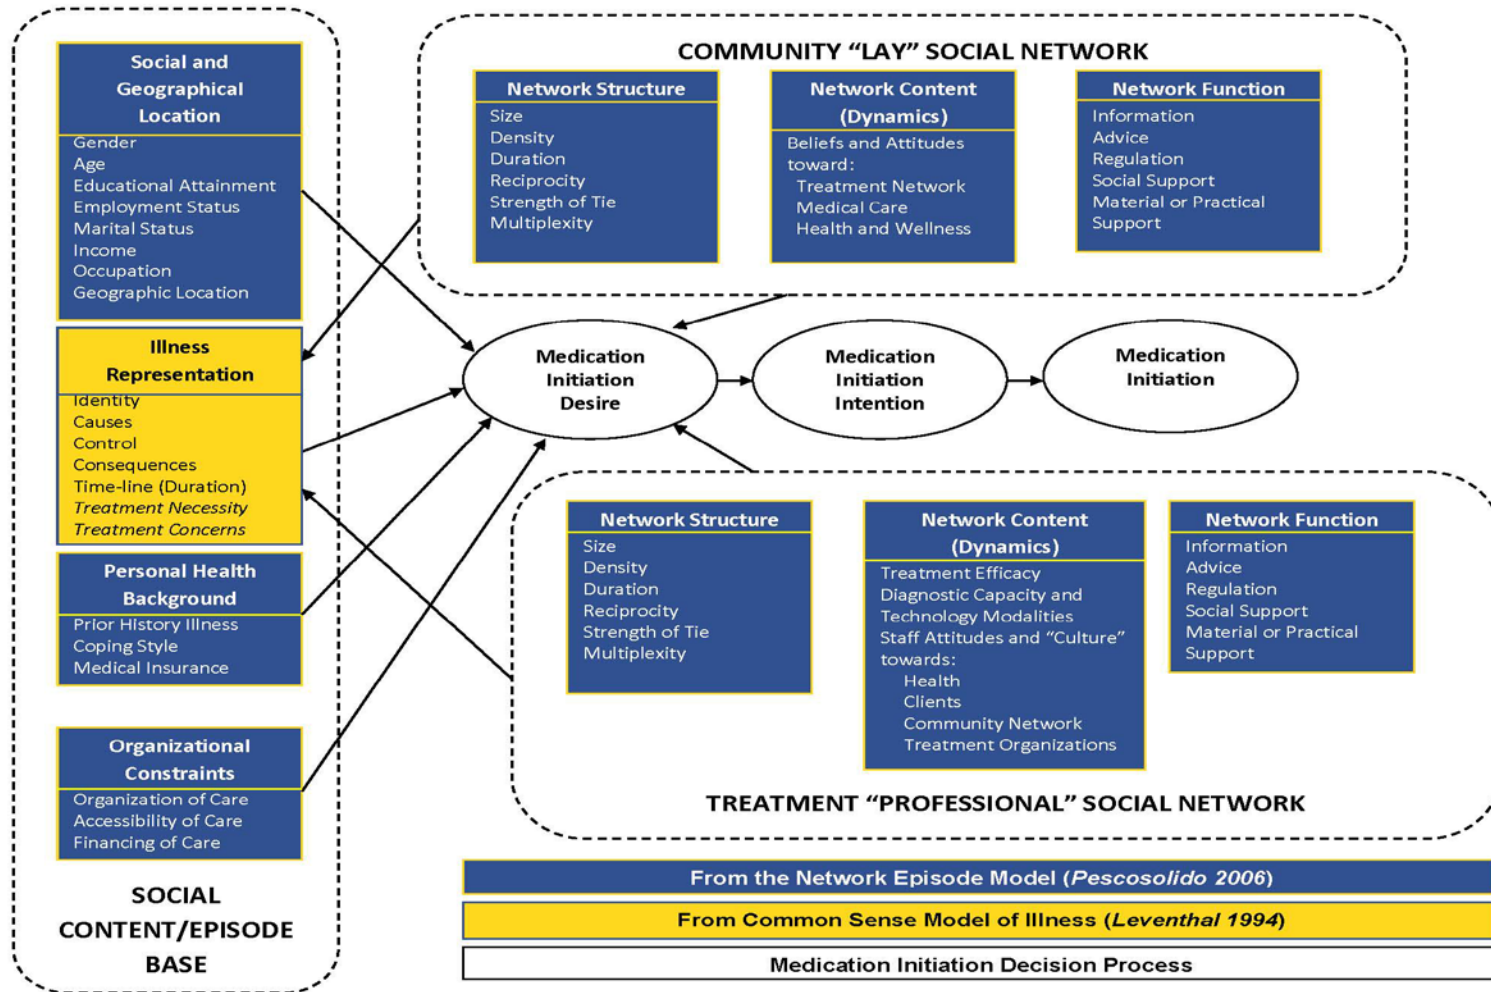 Social and
Geographical
Location
Gender
Age
Educational Attainment
Employment Status
Marital Status
Income
Occupation
Geographic Location
Illness
Representation
Identity
Causes
Control
Consequences
Time-line (Duration)
Treatment Necessity
Treatment Concerns
Personal Health
Background
Prior History Illness
Coping Style
Medical Insurance
Organizational
Constraints
Organization of Care
Accessibility of Care
Financing of Care
SOCIAL
CONTENT/EPISODE
BASE
COMMUNITY “LAY” SOCIAL NETWORK
Network Structure
Size
Density
Duration
Reciprocity
Strength of Tie
Multiplexity
Network Content
(Dynamics)
Beliefs and Attitudes
toward:
Treatment Network
Medical Care
Health and Wellness
Network Function
Information
Advice
Regulation
Social Support
Material or Practical
Support
Medication
Initiation
Desire
Medication
Initiation
Intention
Medication
Initiation
Network Structure
Size
Density
Duration
Reciprocity
Strength of Tie
Multiplexity
Network Content
(Dynamics)
Treatment Efficacy
Diagnostic Capacity and
Technology Modalities
Staff Attitudes and “Culture”
towards:
Health
Clients
Community Network
Treatment Organizations
Network Function
Information
Advice
Regulation
Social Support
Material or Practical
Support
TREATMENT “PROFESSIONAL” SOCIAL NETWORK
From the Network Episode Model (Pescosolido 2006)
From Common Sense Model of Illness (Leventhal 1994)
Medication Initiation Decision Process